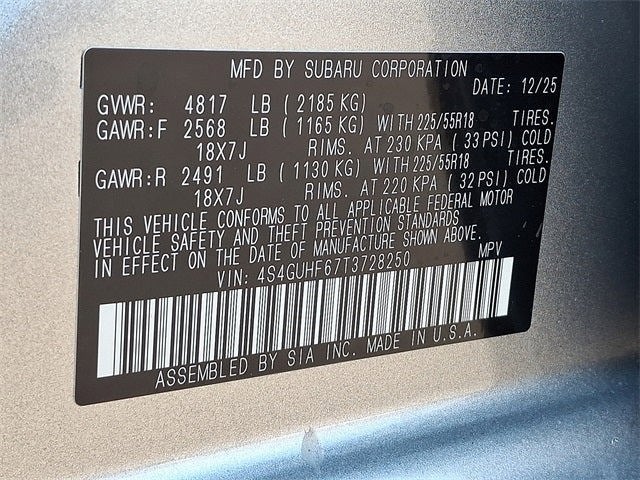 MFD BY SUBARU CORPORATION
DATE: 12/25
GVWR: 4817 LB ( 2185 KG)
GAWR:F 2568 LB ( 1165 KG) WITH 225/55R18 TIRES.
18X7J RIMS. AT 230 KPA ( 33 PSI) COLD
GAWR:R 2491 LB ( 1130 KG) WITH 225/55R18 TIRES.
18X7J RIMS. AT 220 KPA ( 32 PSI) COLD
THIS VEHICLE CONFORMS TO ALL APPLICABLE FEDERAL MOTOR
VEHICLE SAFETY AND THEFT PREVENTION STANDARDS
IN EFFECT ON THE DATE OF MANUFACTURE SHOWN ABOVE.
VIN: 4S4GUHF67T3728250 MPV
ASSEMBLED BY SIA INC. MADE IN U.S.A.